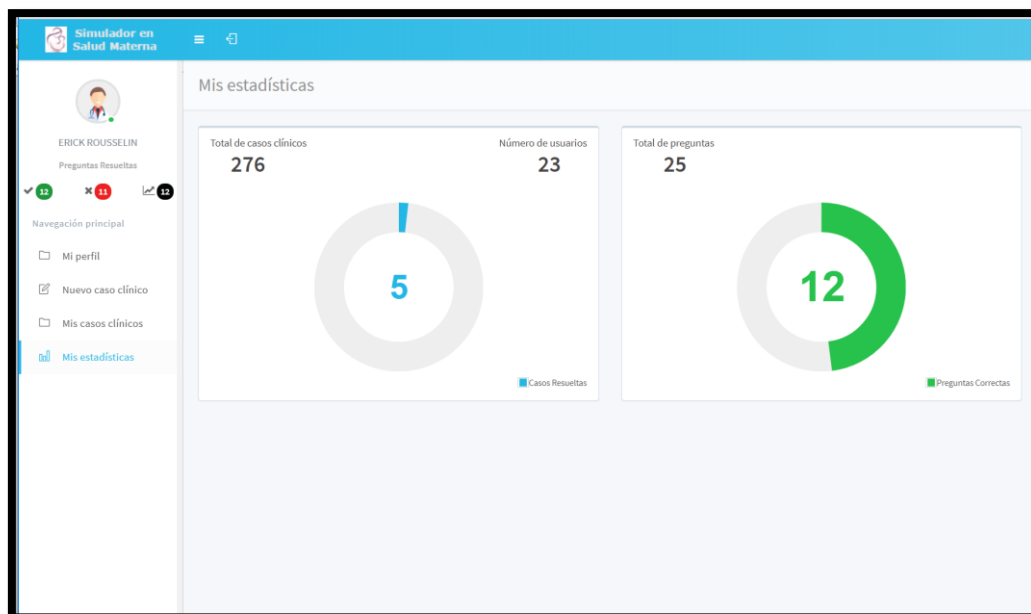 Simulador en
Salud Materna
ERICK ROUSSELIN
Preguntas Resueltas
12
11
12
Navegación principal
Mi perfil
Nuevo caso clínico
Mis casos clínicos
Mis estadísticas
Mis estadísticas
Total de casos clínicos
276
Número de usuarios
23
5
Casos Resueltas
Total de preguntas
25
12
Preguntas Correctas